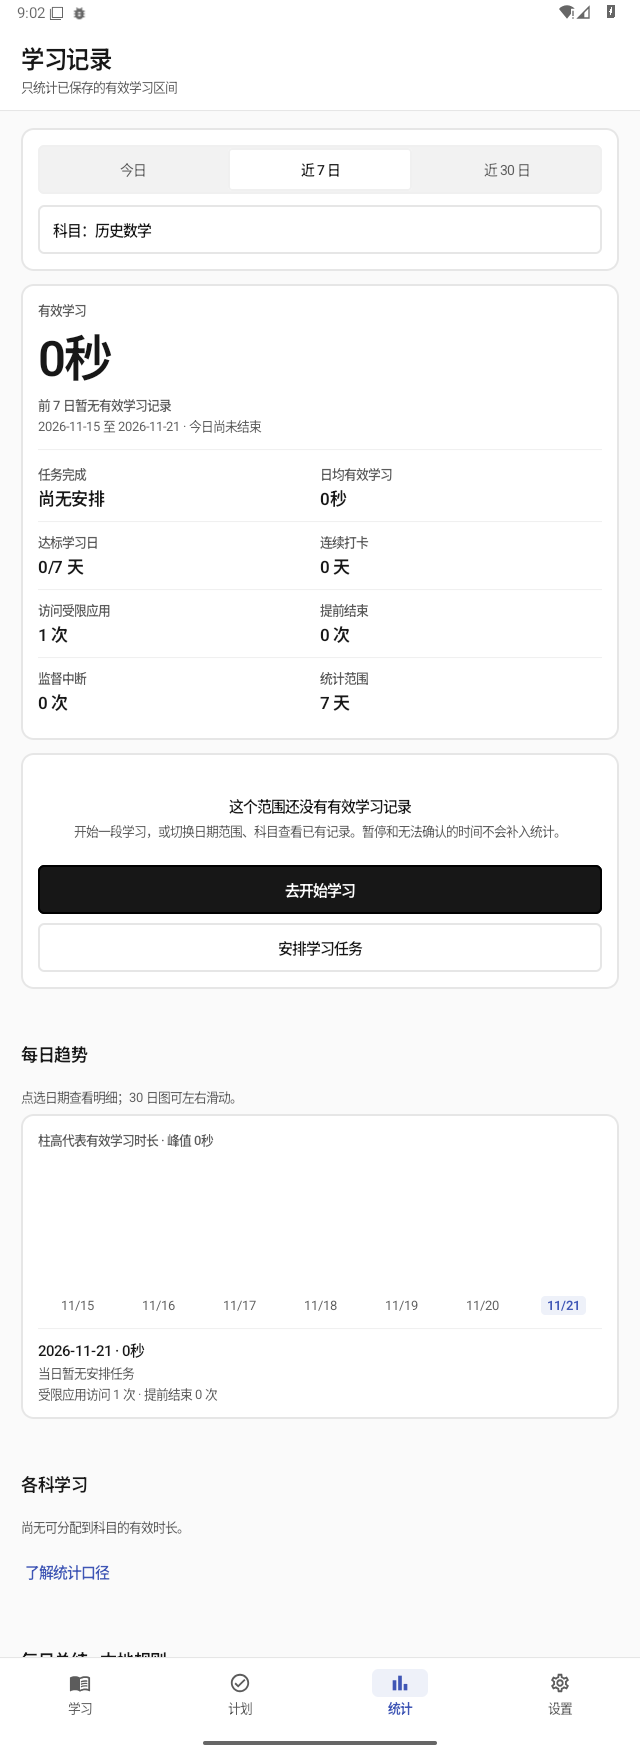 9:02
学习记录
只统计已保存的有效学习区间
今日
近 7 日
近 30 日
科目：历史数学
有效学习
0秒
前 7 日暂无有效学习记录
2026-11-15 至 2026-11-21 · 今日尚未结束
任务完成
尚无安排
日均有效学习
0秒
达标学习日
0/7 天
连续打卡
0 天
访问受限应用
1 次
提前结束
0 次
监督中断
0 次
统计范围
7 天
这个范围还没有有效学习记录
开始一段学习，或切换日期范围、科目查看已有记录。暂停和无法确认的时间不会补入统计。
去开始学习
安排学习任务
每日趋势
点选日期查看明细；30 日图可左右滑动。
柱高代表有效学习时长 · 峰值 0秒
11/15
11/16
11/17
11/18
11/19
11/20
11/21
2026-11-21 · 0秒
当日暂无安排任务
受限应用访问 1 次 · 提前结束 0 次
各科学习
尚无可分配到科目的有效时长。
了解统计口径
学习
计划
统计
设置